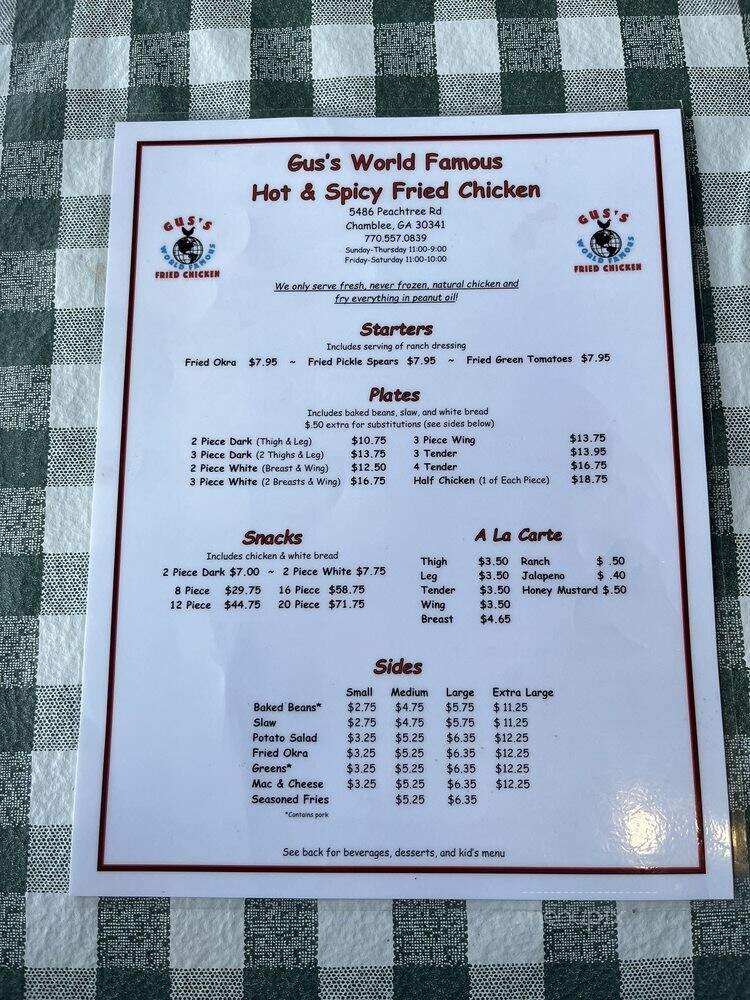 Gus's World Famous
Hot & Spicy Fried Chicken
5486 Peachtree Rd
Chamblee, GA 30341
770.557.0839
Sunday-Thursday 11:00-9:00
Friday-Saturday 11:00-10:00
GUS'S
WORLD FAMOUS
FRIED CHICKEN
GUS'S
WORLD FAMOUS
FRIED CHICKEN
We only serve fresh, never frozen, natural chicken and
fry everything in peanut oil!
Starters
Includes serving of ranch dressing
Fried Okra $7.95 ~ Fried Pickle Spears $7.95 ~ Fried Green Tomatoes $7.95
Plates
Includes baked beans, slaw, and white bread
$.50 extra for substitutions (see sides below)
2 Piece Dark (Thigh & Leg) $10.75
3 Piece Dark (2 Thighs & Leg) $13.75
2 Piece White (Breast & Wing) $12.50
3 Piece White (2 Breasts & Wing) $16.75
3 Piece Wing $13.75
3 Tender $13.95
4 Tender $16.75
Half Chicken (1 of Each Piece) $18.75
Snacks
Includes chicken & white bread
2 Piece Dark $7.00 ~ 2 Piece White $7.75
8 Piece $29.75 16 Piece $58.75
12 Piece $44.75 20 Piece $71.75
A La Carte
Thigh $3.50 Ranch $ .50
Leg $3.50 Jalapeno $ .40
Tender $3.50 Honey Mustard $.50
Wing $3.50
Breast $4.65
Sides
Small Medium Large Extra Large
Baked Beans* $2.75 $4.75 $5.75 $ 11.25
Slaw $2.75 $4.75 $5.75 $ 11.25
Potato Salad $3.25 $5.25 $6.35 $12.25
Fried Okra $3.25 $5.25 $6.35 $12.25
Greens* $3.25 $5.25 $6.35 $12.25
Mac & Cheese $3.25 $5.25 $6.35 $12.25
Seasoned Fries $5.25 $6.35
*Contains pork
See back for beverages, desserts, and kid's menu